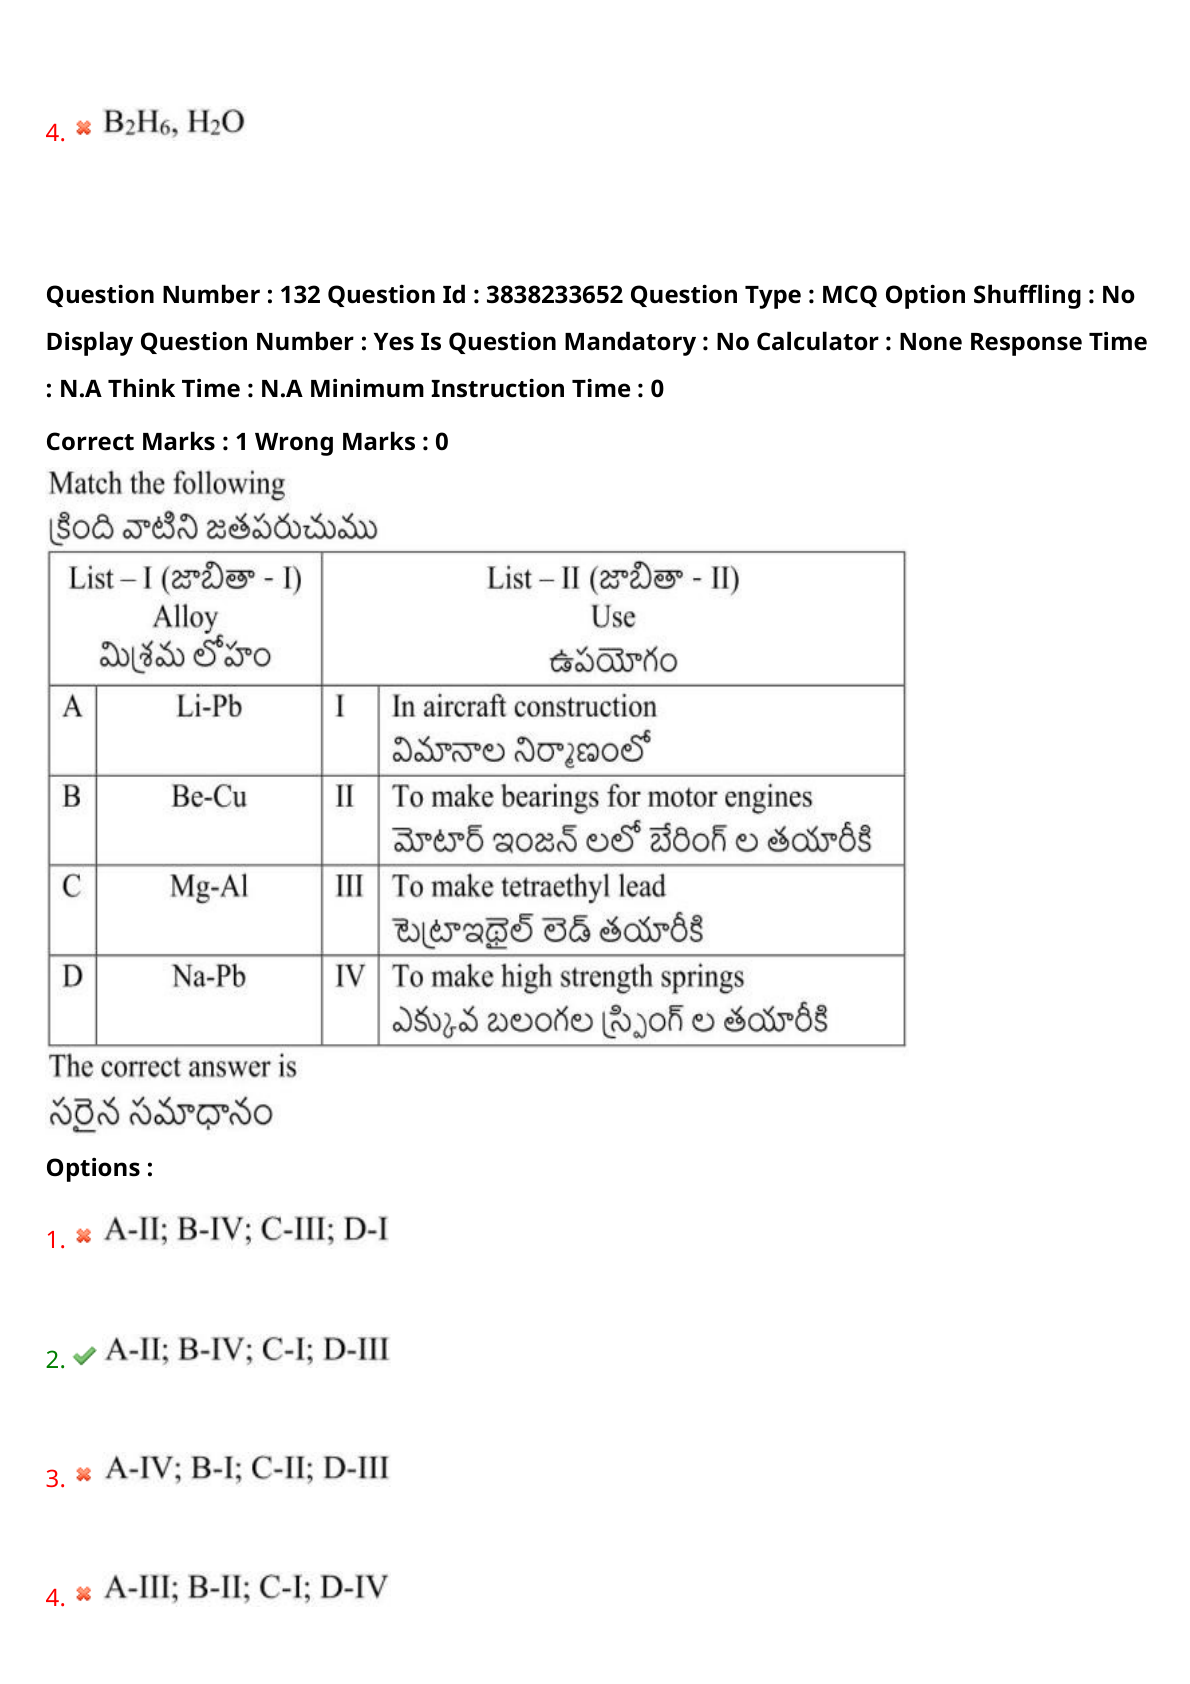 4. B₂H₆, H₂O
Question Number : 132 Question Id : 3838233652 Question Type : MCQ Option Shuffling : No
Display Question Number : Yes Is Question Mandatory : No Calculator : None Response Time
: N.A Think Time : N.A Minimum Instruction Time : 0
Correct Marks : 1 Wrong Marks : 0
Match the following
క్రింది వాటిని జతపరుచుము
List – I (జాబితా - I) List – II (జాబితా - II)
Alloy Use
మిశ్రమ లోహం ఉపయోగం
A Li-Pb I In aircraft construction
విమానాల నిర్మాణంలో
B Be-Cu II To make bearings for motor engines
మోటార్ ఇంజన్ లలో బేరింగ్ ల తయారీకి
C Mg-Al III To make tetraethyl lead
టెట్రాఇథైల్ లెడ్ తయారీకి
D Na-Pb IV To make high strength springs
ఎక్కువ బలంగల స్ప్రింగ్ ల తయారీకి
The correct answer is
సరైన సమాధానం
Options :
1. A-II; B-IV; C-III; D-I
2. A-II; B-IV; C-I; D-III
3. A-IV; B-I; C-II; D-III
4. A-III; B-II; C-I; D-IV